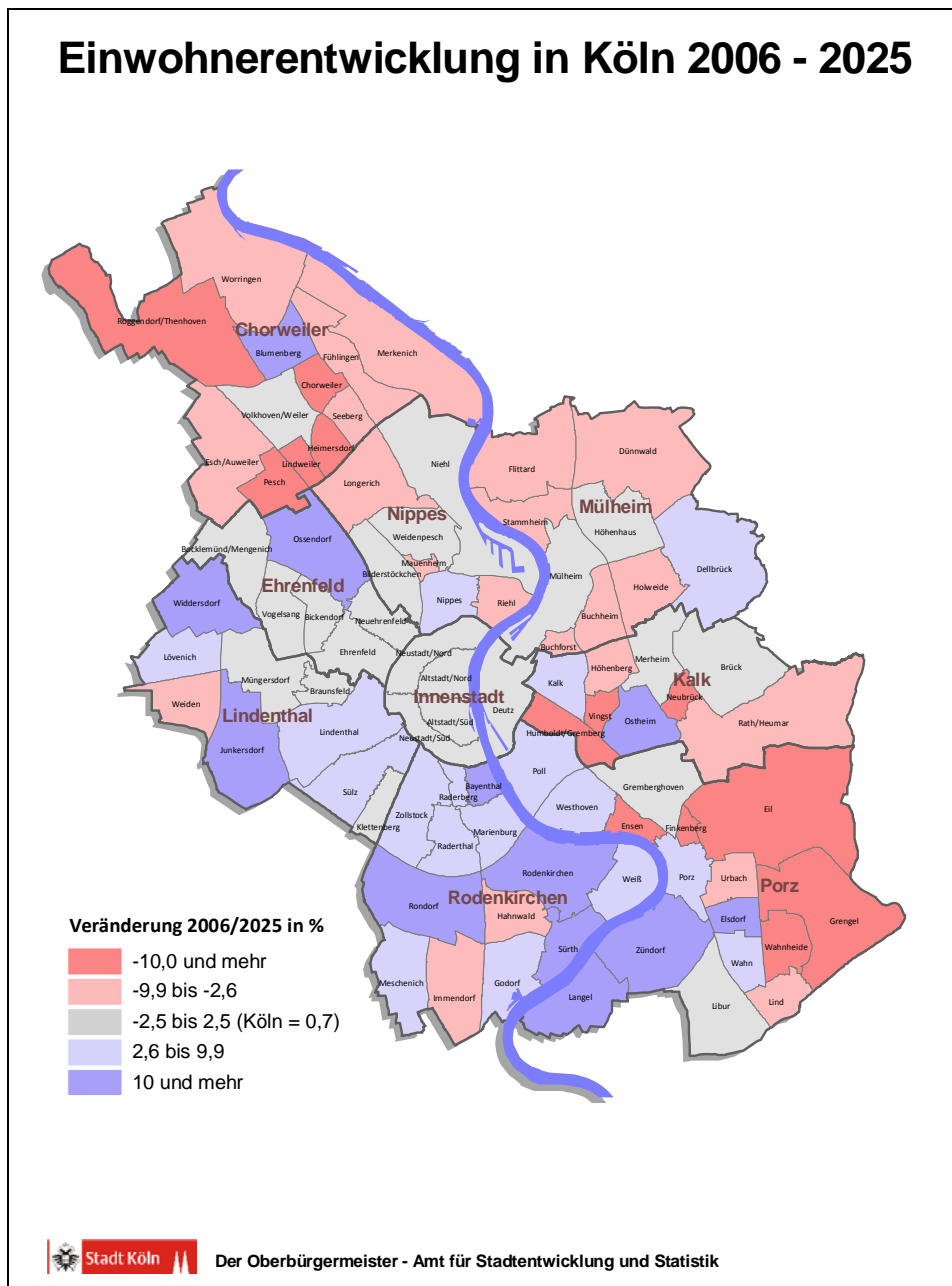 Einwohnerentwicklung in Köln 2006 - 2025
Worringen
Roggendorf/Thenhoven
Chorweiler
Blumenberg
Fühlingen
Merkenich
Chorweiler
Volkhoven/Weiler
Seeberg
Heimersdorf
Esch/Auweiler
Lindweiler
Pesch
Longerich
Niehl
Flittard
Dünnwald
Nippes
Mülheim
Stammheim
Höhenhaus
Ossendorf
Weidenpesch
Bocklemünd/Mengenich
Mauenheim
Bilderstöckchen
Dellbrück
Mülheim
Ehrenfeld
Holweide
Widdersdorf
Nippes
Riehl
Buchheim
Vogelsang
Bickendorf
Neuehrenfeld
Ehrenfeld
Neustadt/Nord
Buchforst
Lövenich
Merheim
Brück
Höhenberg
Müngersdorf
Altstadt/Nord
Kalk
Kalk
Braunsfeld
Innenstadt
Neubrück
Weiden
Deutz
Vingst
Ostheim
Rath/Heumar
Lindenthal
Altstadt/Süd
Lindenthal
Humboldt/Gremberg
Neustadt/Süd
Junkersdorf
Poll
Gremberghoven
Bayenthal
Sülz
Raderberg
Westhoven
Zollstock
Eil
Klettenberg
Marienburg
Ensen
Finkenberg
Raderthal
Rodenkirchen
Weiß
Porz
Urbach
Porz
Rondorf
Rodenkirchen
Hahnwald
Elsdorf
Grengel
Sürth
Zündorf
Wahnheide
Wahn
Meschenich
Godorf
Immendorf
Langel
Libur
Lind
Veränderung 2006/2025 in %
-10,0 und mehr
-9,9 bis -2,6
-2,5 bis 2,5 (Köln = 0,7)
2,6 bis 9,9
10 und mehr
Stadt Köln
Der Oberbürgermeister - Amt für Stadtentwicklung und Statistik